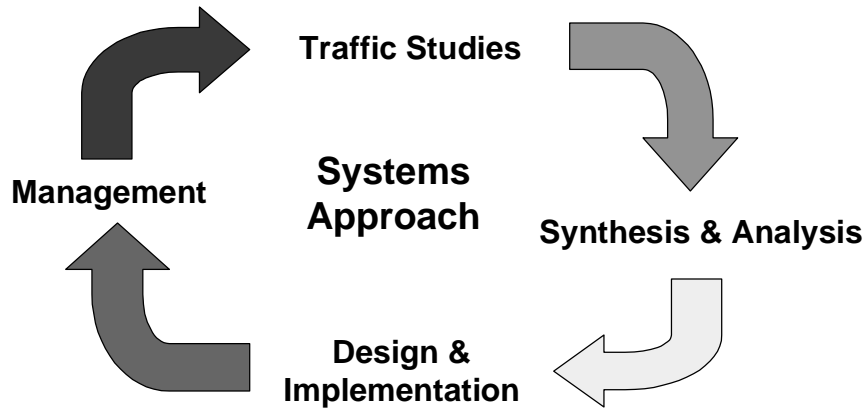 Traffic Studies
Systems
Approach
Management
Synthesis & Analysis
Design &
Implementation